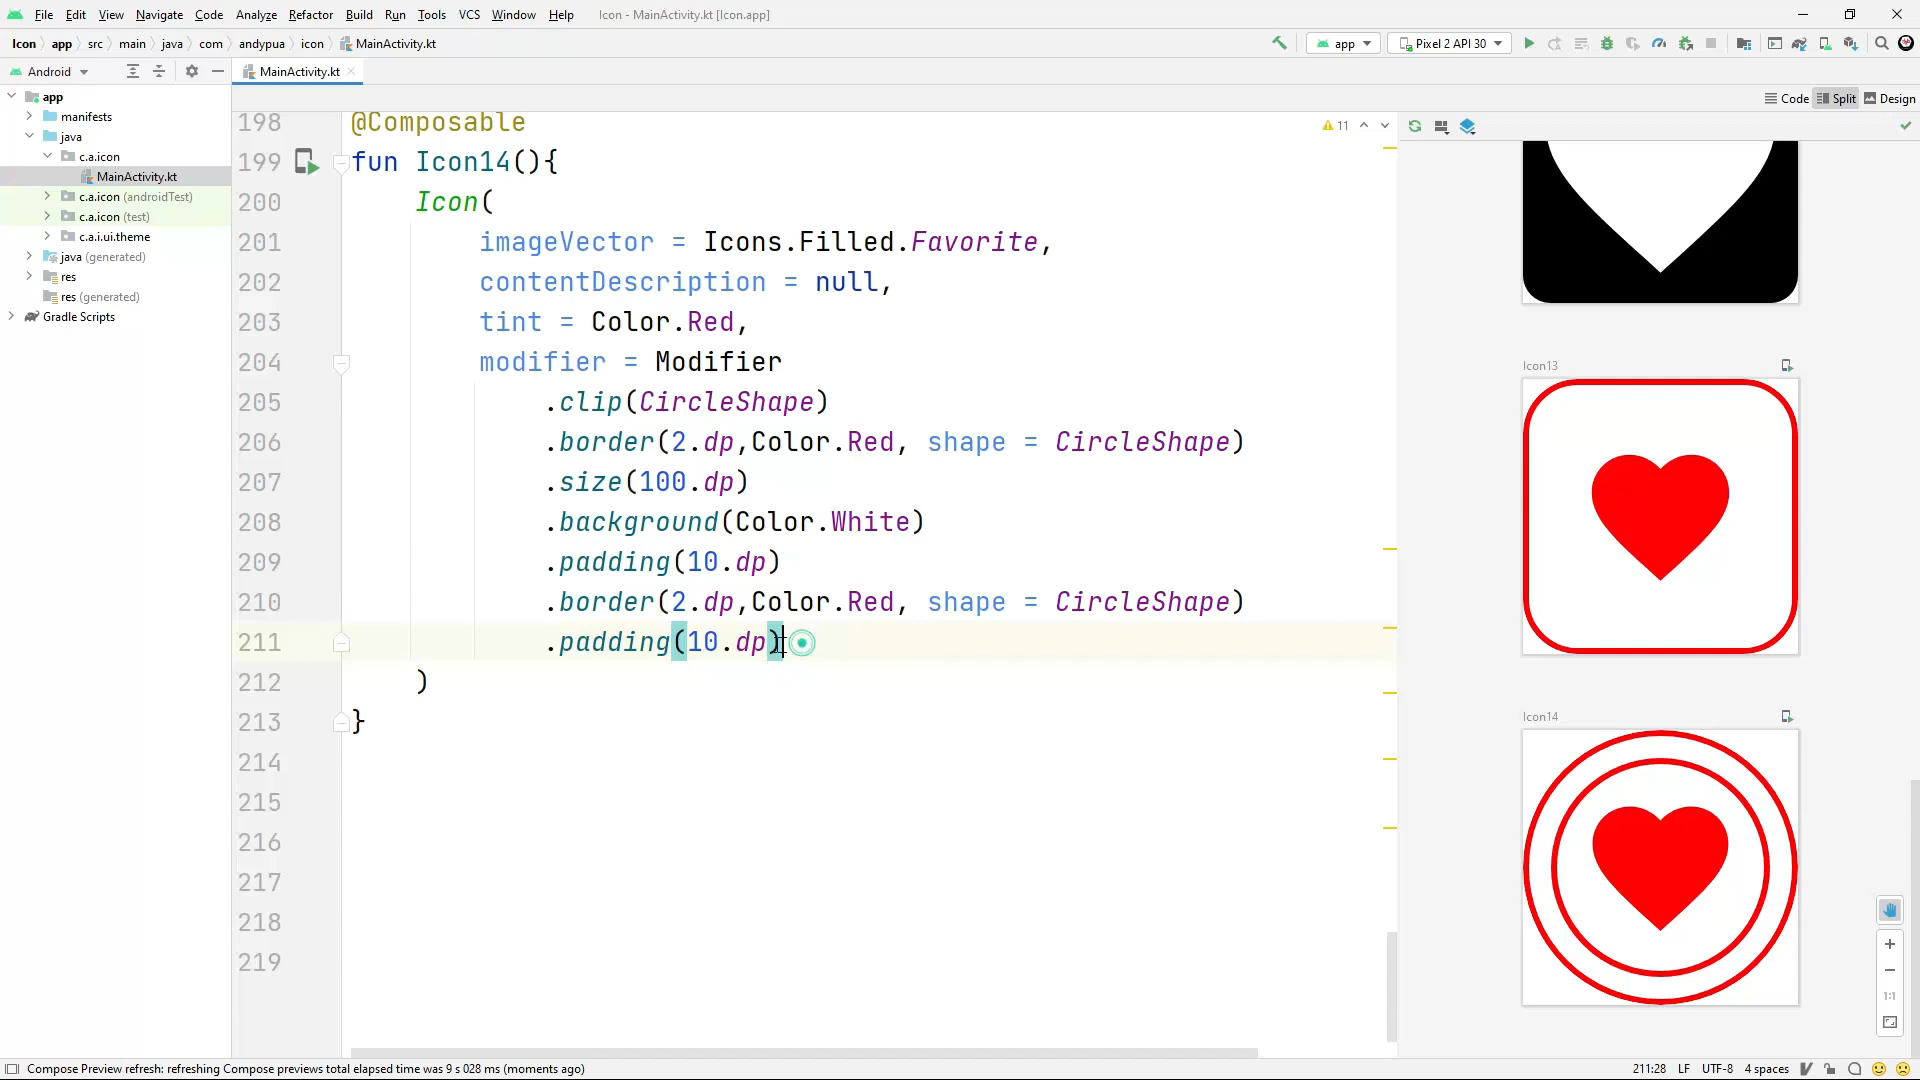 File Edit View Navigate Code Analyze Refactor Build Run Tools VCS Window Help Icon - MainActivity.kt [Icon.app]
Icon app src main java com andypua icon MainActivity.kt app Pixel 2 API 30
Android MainActivity.kt
Code Split Design
app
manifests
java
c.a.icon
MainActivity.kt
c.a.icon (androidTest)
c.a.icon (test)
c.a.i.ui.theme
java (generated)
res
res (generated)
Gradle Scripts
198 @Composable
199 fun Icon14(){
200 Icon(
201 imageVector = Icons.Filled.Favorite,
202 contentDescription = null,
203 tint = Color.Red,
204 modifier = Modifier
205 .clip(CircleShape)
206 .border(2.dp,Color.Red, shape = CircleShape)
207 .size(100.dp)
208 .background(Color.White)
209 .padding(10.dp)
210 .border(2.dp,Color.Red, shape = CircleShape)
211 .padding(10.dp)
212 )
213 }
214
215
216
217
218
219
11
Icon13
Icon14
1:1
Compose Preview refresh: refreshing Compose previews total elapsed time was 9 s 028 ms (moments ago) 211:28 LF UTF-8 4 spaces